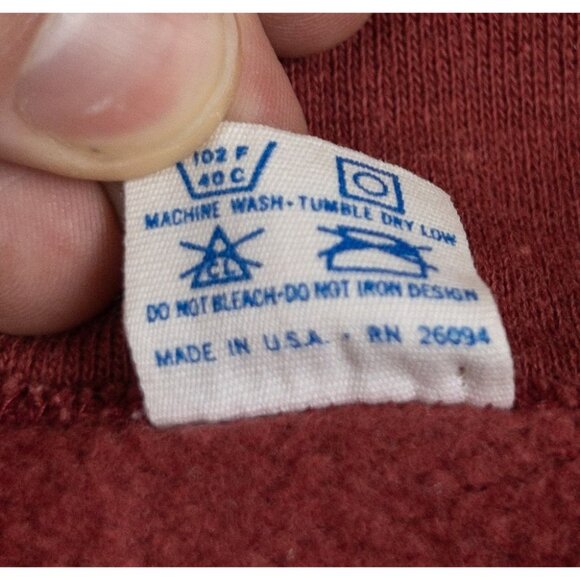 102 F
40 C
MACHINE WASH-TUMBLE DRY LOW
CL
DO NOT BLEACH-DO NOT IRON DESIGN
MADE IN U.S.A. - RN 26094